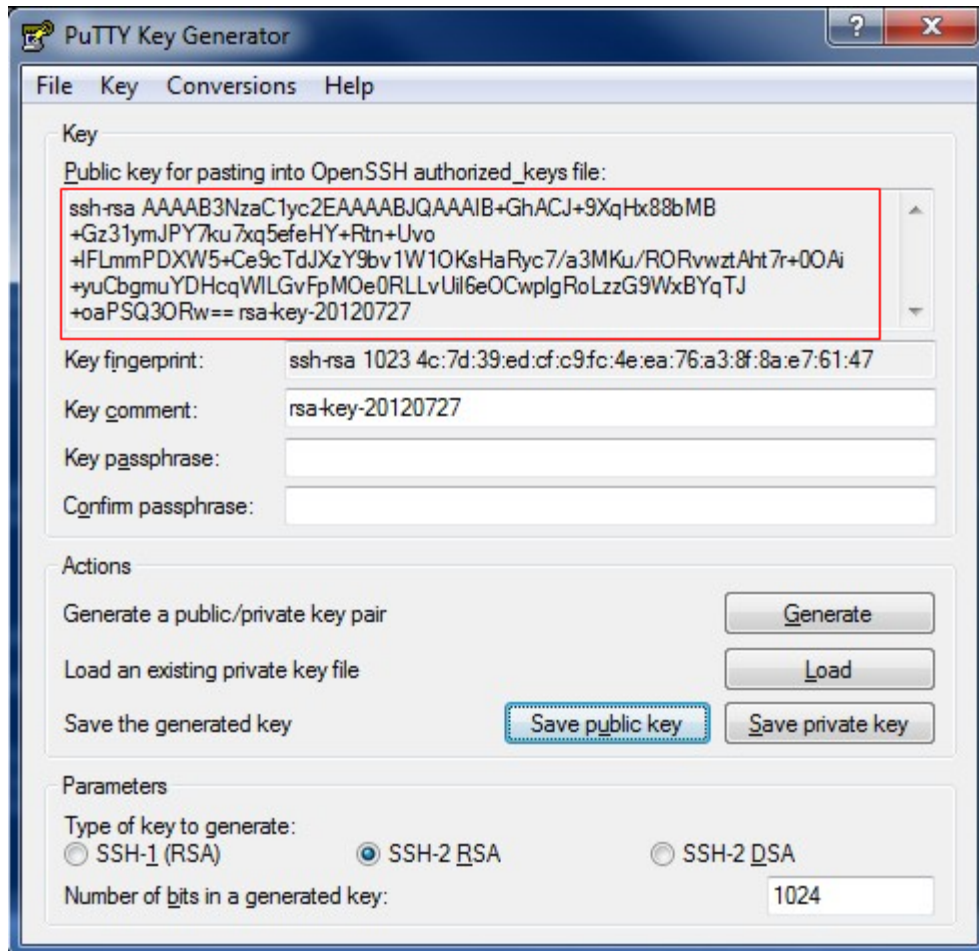 PuTTY Key Generator
File Key Conversions Help
Key
Public key for pasting into OpenSSH authorized_keys file:
ssh-rsa AAAAB3NzaC1yc2EAAAABJQAAAIB+GhACJ+9XqHx88bMB
+Gz31ymJPY7ku7xq5efeHY+Rtn+Uvo
+IFLmmPDXW5+Ce9cTdJXzY9bv1W1OKsHaRyc7/a3MKu/RORvwztAht7r+0OAi
+yuCbgmuYDHcqWILGvFpMOe0RLLvUil6eOCwplgRoLzzG9WxBYqTJ
+oaPSQ3ORw== rsa-key-20120727
Key fingerprint: ssh-rsa 1023 4c:7d:39:ed:cf:c9:fc:4e:ea:76:a3:8f:8a:e7:61:47
Key comment: rsa-key-20120727
Key passphrase:
Confirm passphrase:
Actions
Generate a public/private key pair Generate
Load an existing private key file Load
Save the generated key Save public key Save private key
Parameters
Type of key to generate:
SSH-1 (RSA) SSH-2 RSA SSH-2 DSA
Number of bits in a generated key: 1024